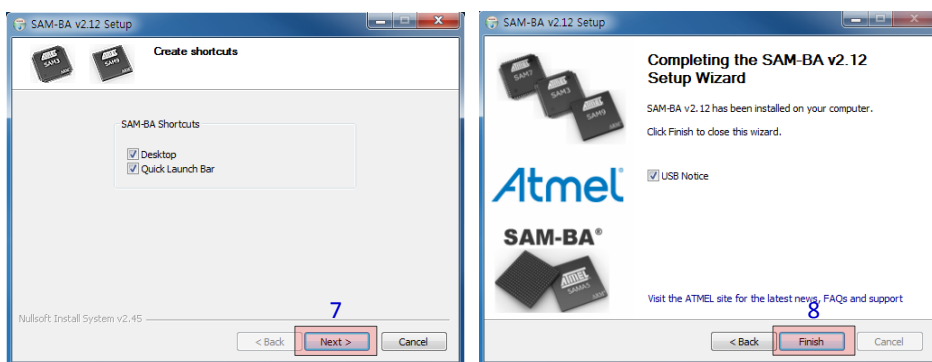 SAM-BA v2.12 Setup
Create shortcuts
SAM-BA Shortcuts
Desktop
Quick Launch Bar
Nullsoft Install System v2.45
7
< Back
Next >
Cancel
SAM-BA v2.12 Setup
SAM7
SAM3
SAM9
Atmel
SAM-BA®
ATMEL
SAMA5
Completing the SAM-BA v2.12
Setup Wizard
SAM-BA v2.12 has been installed on your computer.
Click Finish to close this wizard.
USB Notice
Visit the ATMEL site for the latest news, FAQs and support
8
< Back
Finish
Cancel